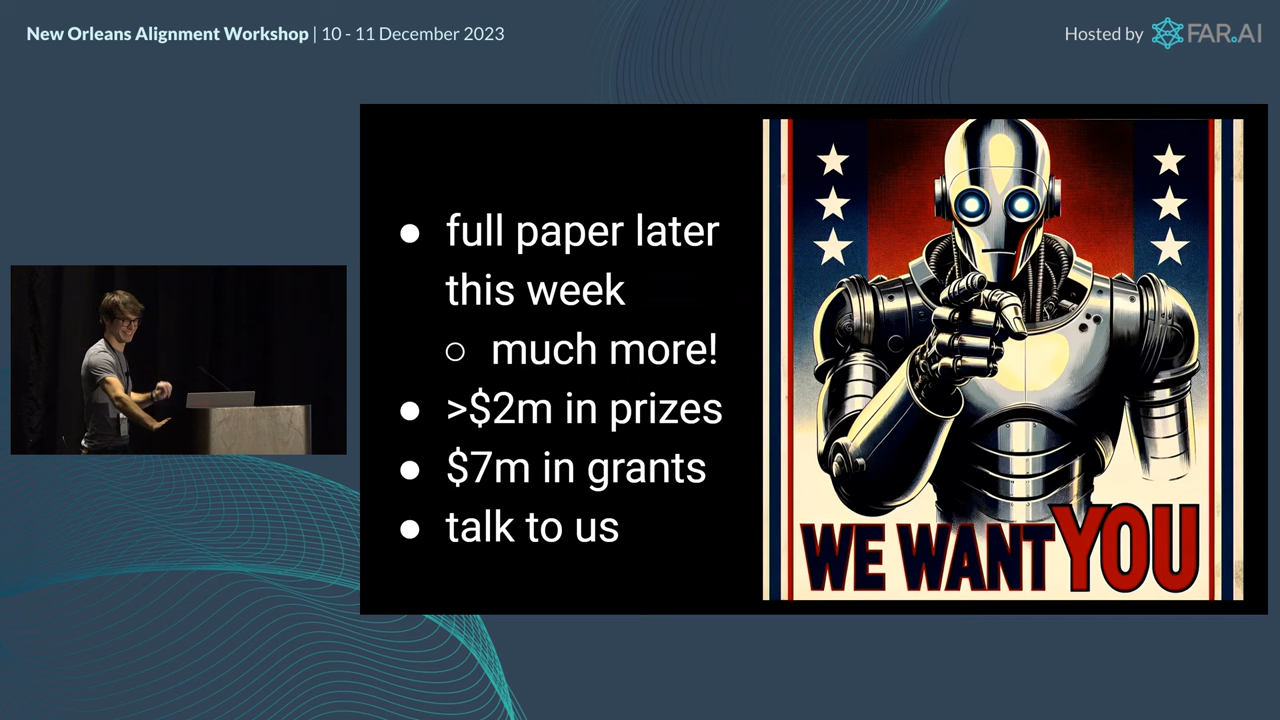 New Orleans Alignment Workshop | 10 - 11 December 2023
Hosted by FAR.AI
● full paper later
this week
○ much more!
● >$2m in prizes
● $7m in grants
● talk to us
WE WANT YOU